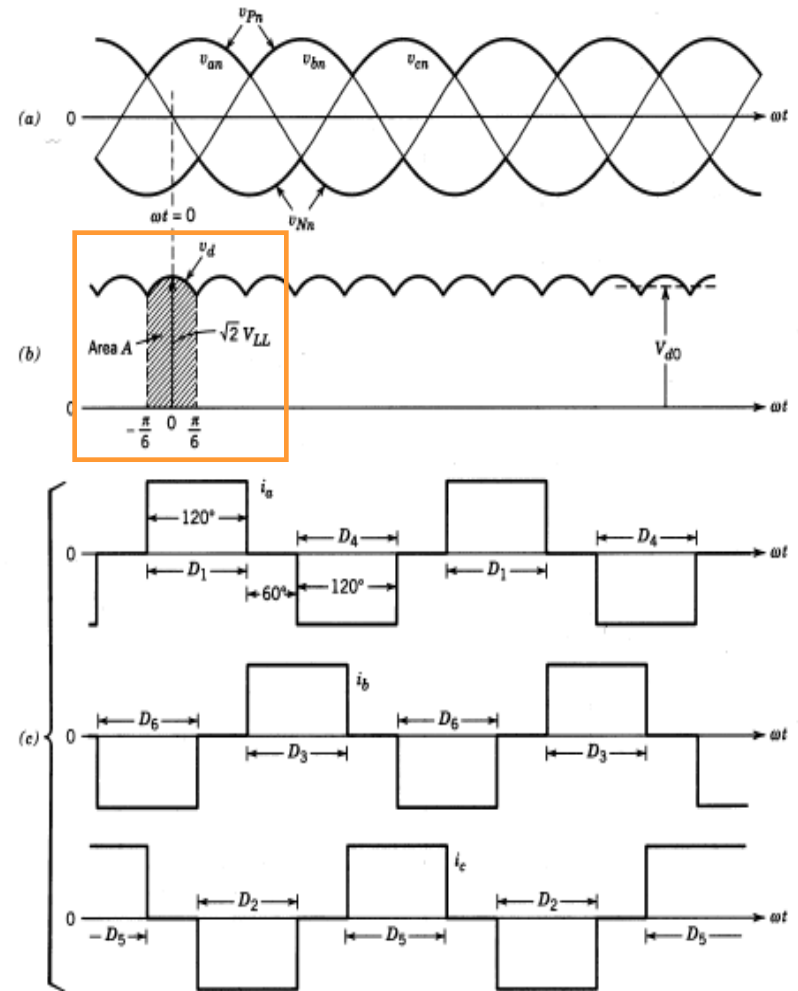 v_Pn
v_an v_bn v_cn
(a) 0 ωt
ωt = 0
v_Nn
v_d
Area A √2 V_LL
(b) V_d0
0 ωt
-π/6 0 π/6
i_a
120° D_4 D_4
0 ωt
D_1 60° 120° D_1
i_b
D_6 D_6
(c) 0 ωt
D_3 D_3
i_c
D_2 D_2
0 ωt
D_5 D_5 D_5